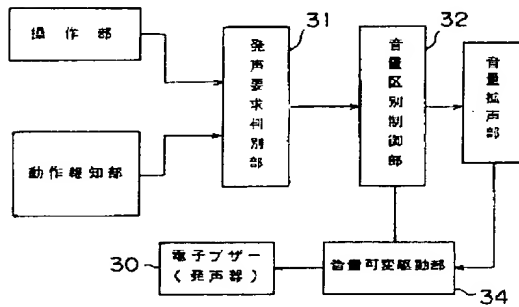 操作部
動作報知部
発声要求判別部
31
音量区別制御部
32
音量拡声部
電子ブザー
(発声器)
30
音量可変駆動部
34